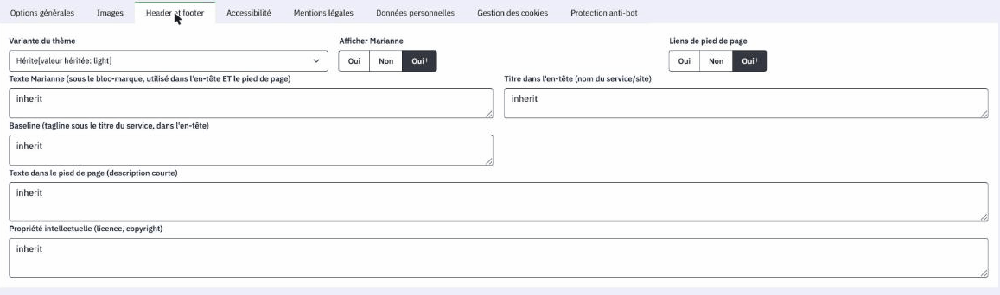 Options générales Images Header et footer Accessibilité Mentions légales Données personnelles Gestion des cookies Protection anti-bot
Variante du thème Afficher Marianne Liens de pied de page
Hérite[valeur héritée: light] Oui Non Oui ᴵ Oui Non Oui ᴵ
Texte Marianne (sous le bloc-marque, utilisé dans l'en-tête ET le pied de page) Titre dans l'en-tête (nom du service/site)
inherit inherit
Baseline (tagline sous le titre du service, dans l'en-tête)
inherit
Texte dans le pied de page (description courte)
inherit
Propriété intellectuelle (licence, copyright)
inherit